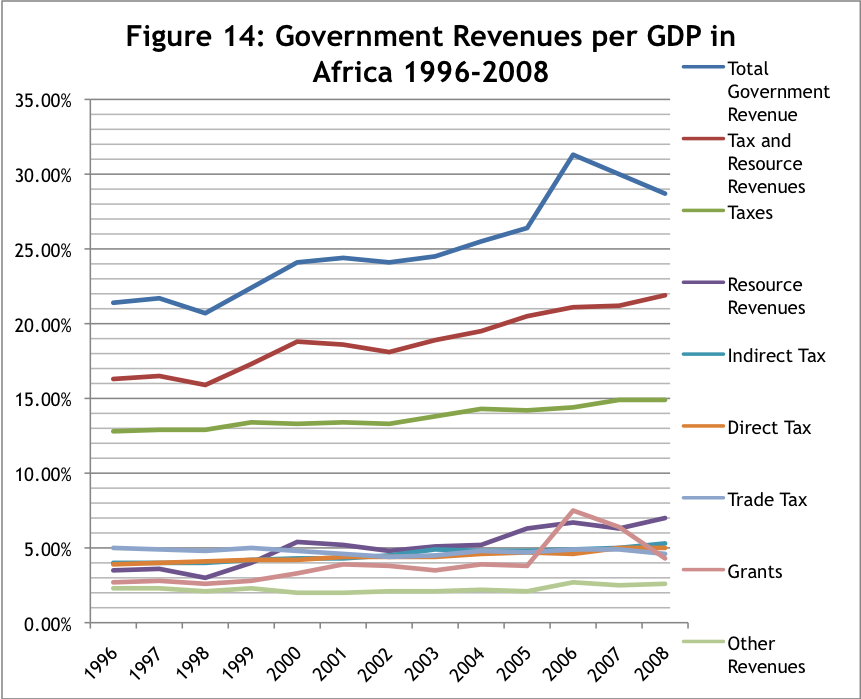 Figure 14: Government Revenues per GDP in
Africa 1996-2008
35.00%
30.00%
25.00%
20.00%
15.00%
10.00%
5.00%
0.00%
1996
1997
1998
1999
2000
2001
2002
2003
2004
2005
2006
2007
2008
Total
Government
Revenue
Tax and
Resource
Revenues
Taxes
Resource
Revenues
Indirect Tax
Direct Tax
Trade Tax
Grants
Other
Revenues